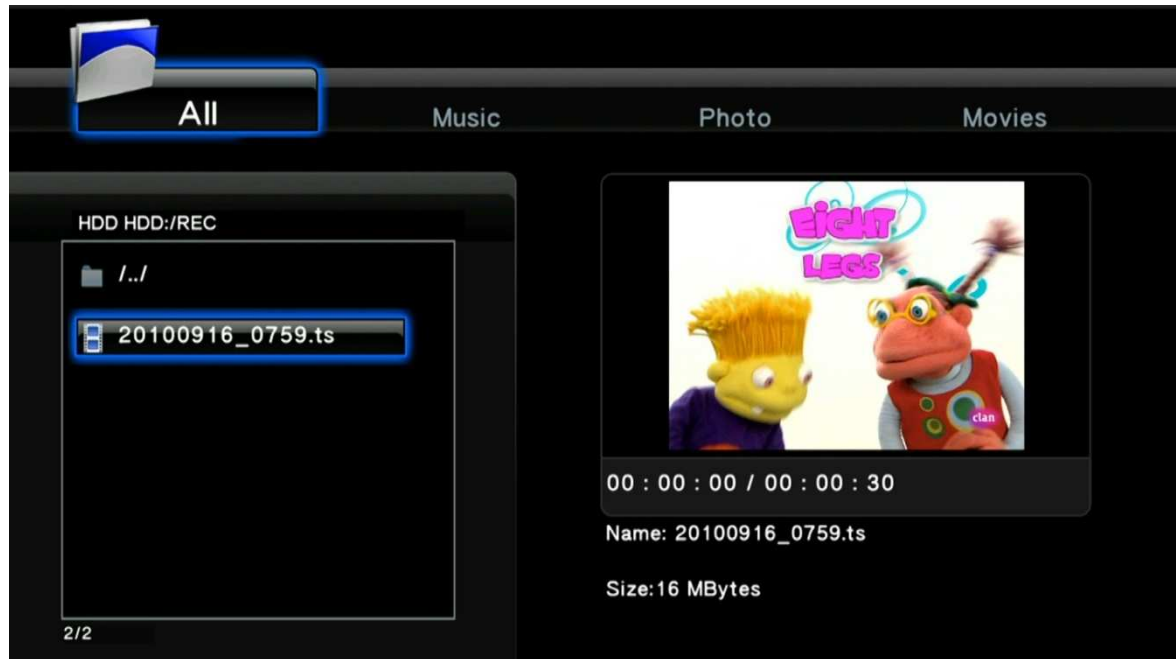 All
Music
Photo
Movies
HDD HDD:/REC
/../
20100916_0759.ts
2/2
EIGHT
LEGS
clan
00 : 00 : 00 / 00 : 00 : 30
Name: 20100916_0759.ts
Size:16 MBytes